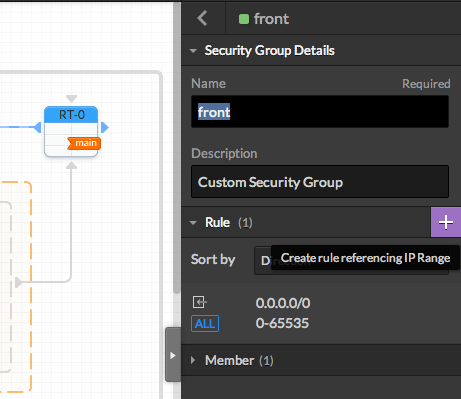 front
Security Group Details
Name Required
front
Description
Custom Security Group
Rule (1)
+
Create rule referencing IP Range
Sort by
0.0.0.0/0
ALL 0-65535
Member (1)
RT-0
main